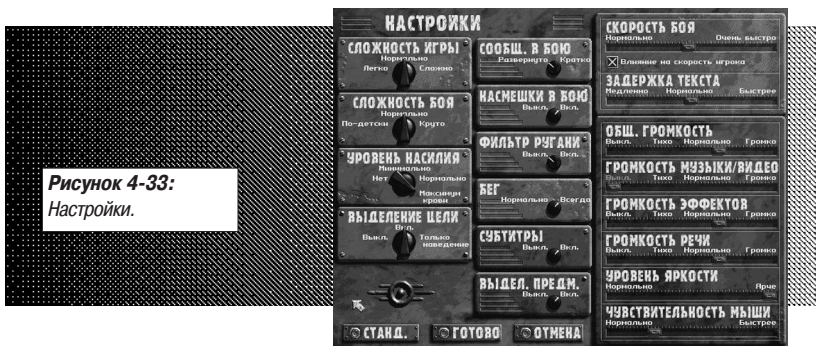 Рисунок 4-33:
Настройки.
НАСТРОЙКИ
СЛОЖНОСТЬ ИГРЫ
Нормально
Легко Сложно
СЛОЖНОСТЬ БОЯ
Нормально
По-детски Круто
УРОВЕНЬ НАСИЛИЯ
Минимально
Нет Нормально
Максимум
крови
ВЫДЕЛЕНИЕ ЦЕЛИ
Вкл.
Выкл. Только
наведение
СООБЩ. В БОЮ
Развернуто Кратко
НАСМЕШКИ В БОЮ
Выкл. Вкл.
ФИЛЬТР РУГАНИ
Выкл. Вкл.
БЕГ
Нормально Всегда
СУБТИТРЫ
Выкл. Вкл.
ВЫДЕЛ. ПРЕДМ.
Выкл. Вкл.
СКОРОСТЬ БОЯ
Нормально Очень быстро
Влияние на скорость игрока
ЗАДЕРЖКА ТЕКСТА
Медленно Нормально Быстрее
ОБЩ. ГРОМКОСТЬ
Выкл. Тихо Нормально Громко
ГРОМКОСТЬ МУЗЫКИ/ВИДЕО
Выкл. Тихо Нормально Громко
ГРОМКОСТЬ ЭФФЕКТОВ
Выкл. Тихо Нормально Громко
ГРОМКОСТЬ РЕЧИ
Выкл. Тихо Нормально Громко
УРОВЕНЬ ЯРКОСТИ
Нормально Ярче
ЧУВСТВИТЕЛЬНОСТЬ МЫШИ
Нормально Быстрее
СТАНД. ГОТОВО ОТМЕНА